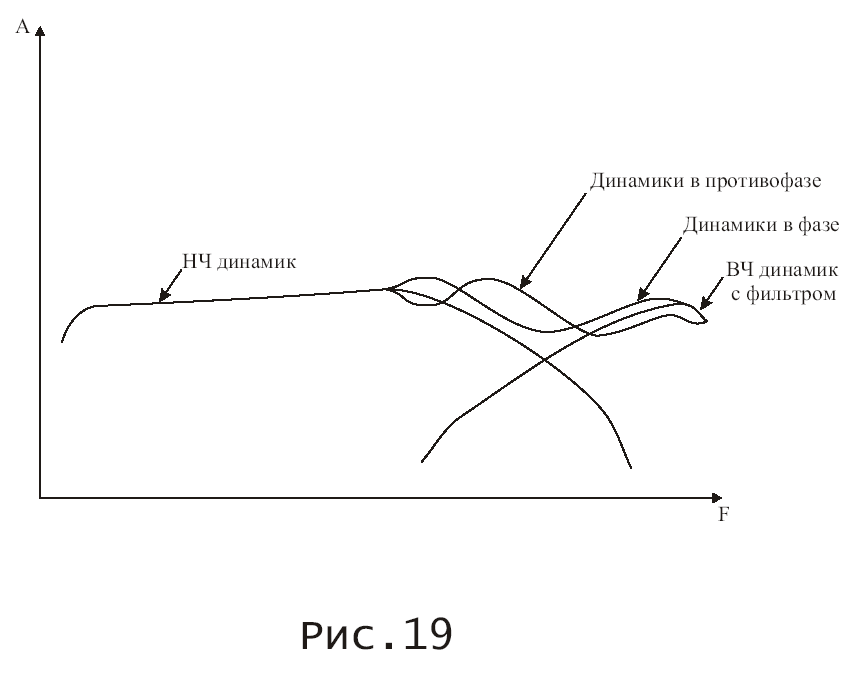 A
Динамики в противофазе
Динамики в фазе
НЧ динамик
ВЧ динамик
с фильтром
F
Рис.19